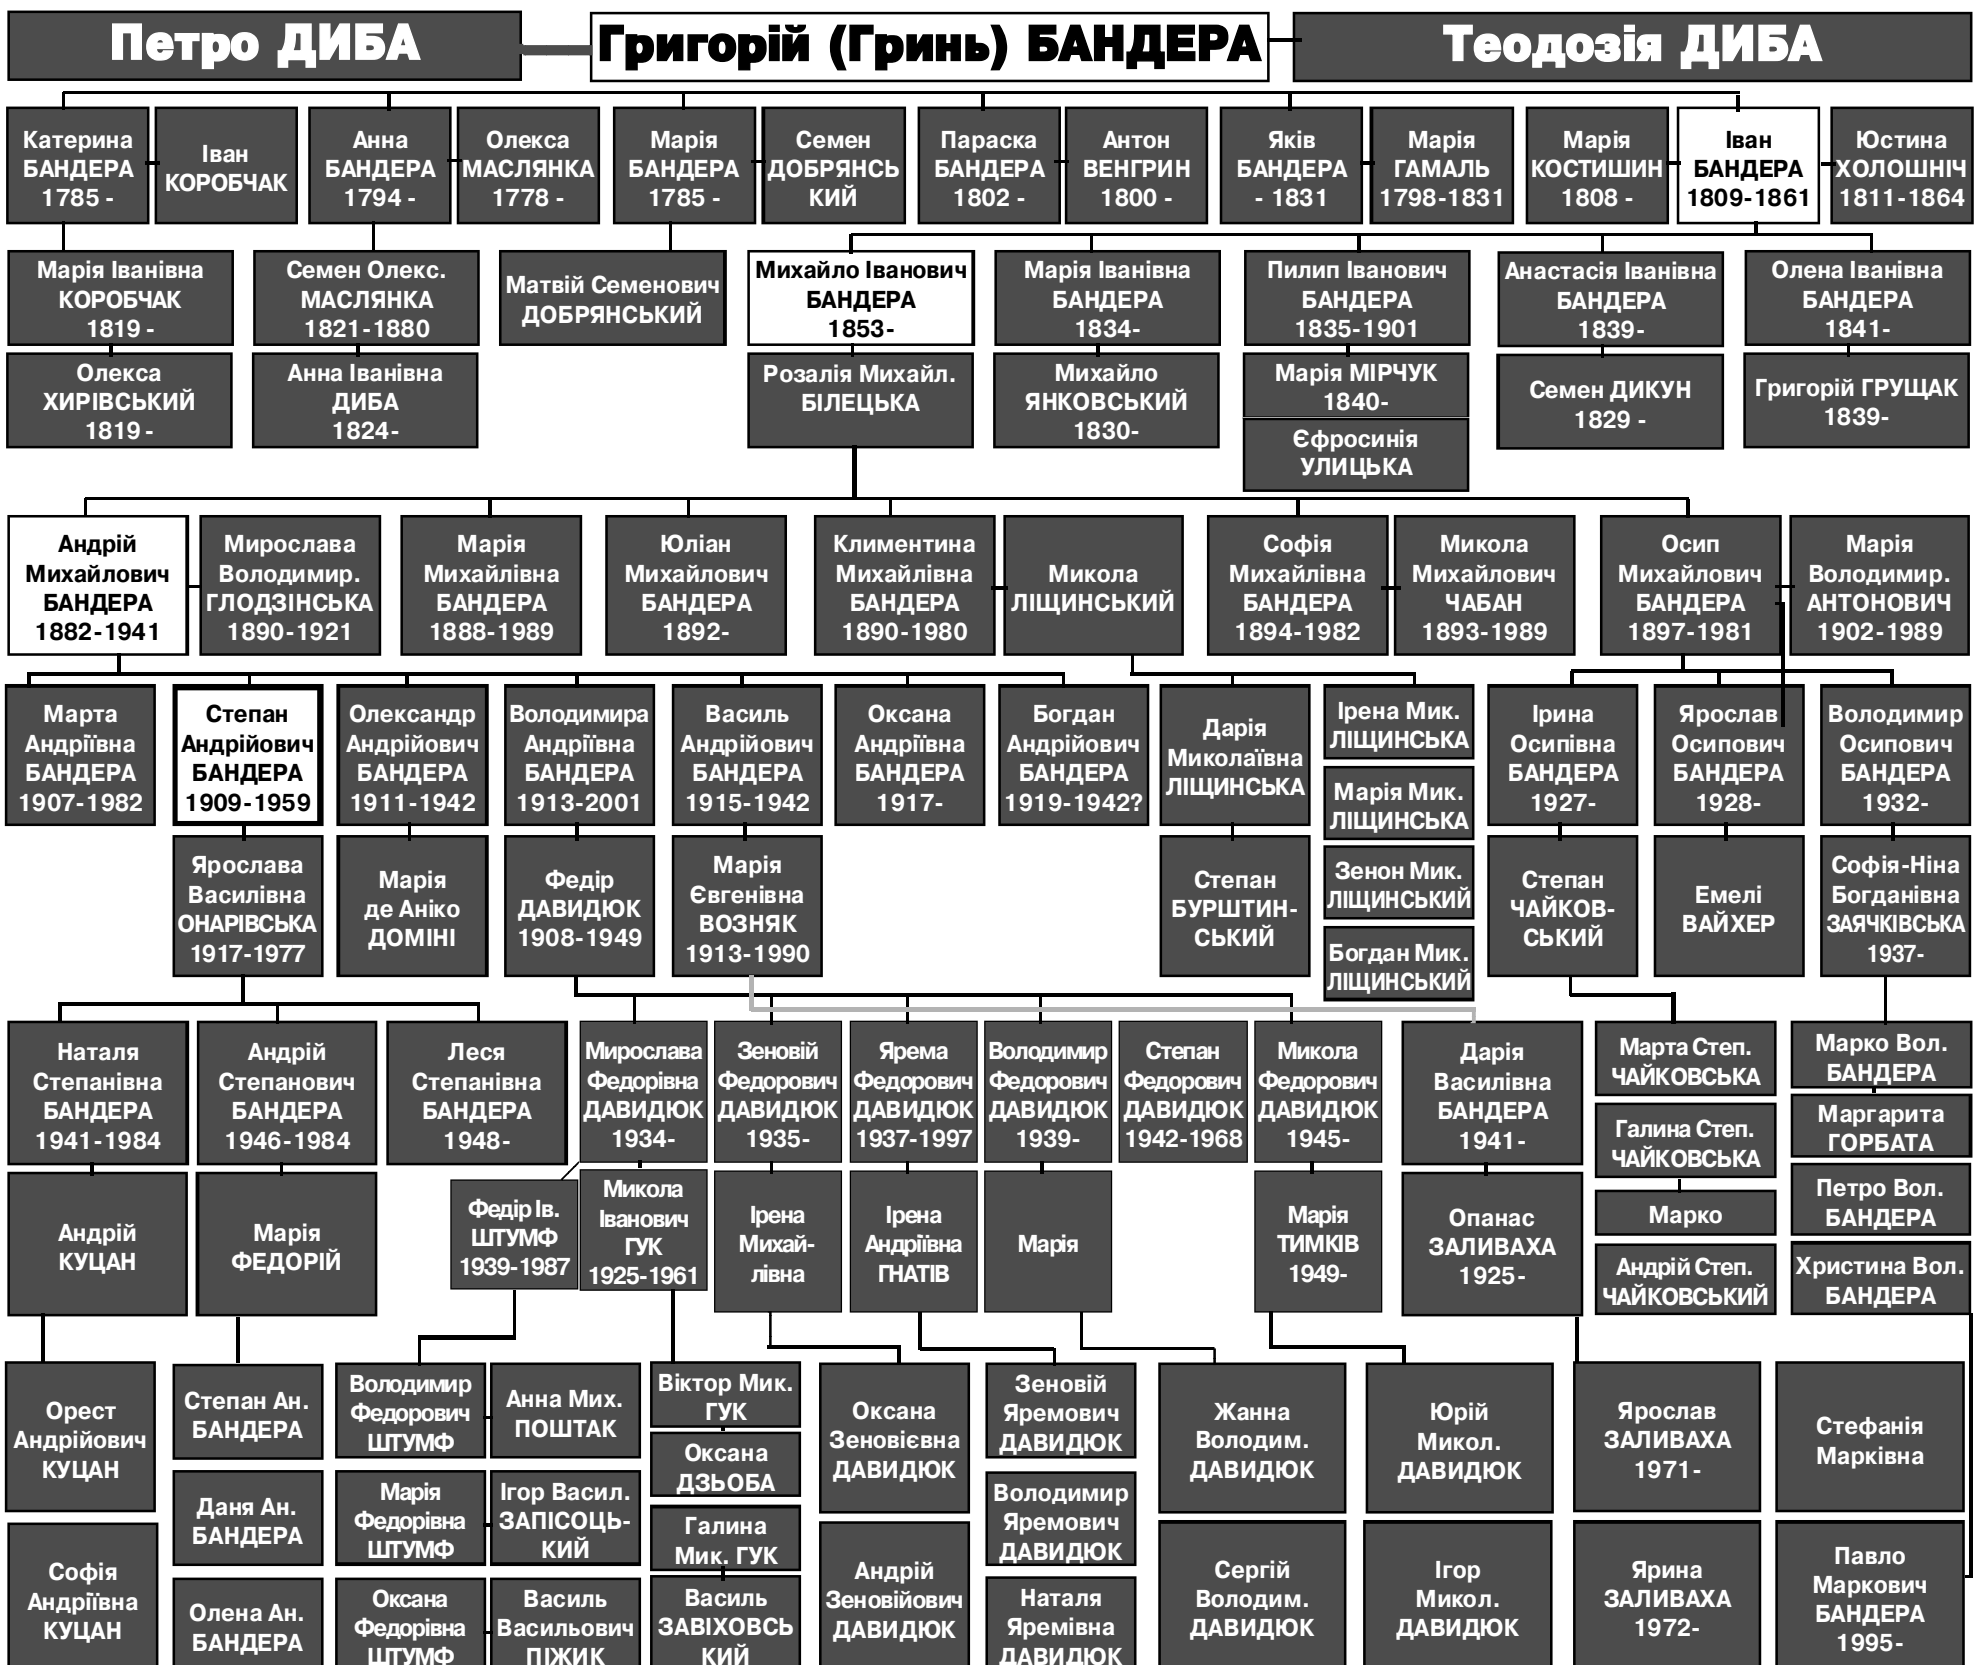 Петро ДИБА
Григорій (Гринь) БАНДЕРА
Теодозія ДИБА
Катерина
БАНДЕРА
1785 -
Іван
КОРОБЧАК
Анна
БАНДЕРА
1794 -
Олекса
МАСЛЯНКА
1778 -
Марія
БАНДЕРА
1785 -
Семен
ДОБРЯНСЬ
КИЙ
Параска
БАНДЕРА
1802 -
Антон
ВЕНГРИН
1800 -
Яків
БАНДЕРА
- 1831
Марія
ГАМАЛЬ
1798-1831
Марія
КОСТИШИН
1808 -
Іван
БАНДЕРА
1809-1861
Юстина
ХОЛОШНІЧ
1811-1864
Марія Іванівна
КОРОБЧАК
1819 -
Семен Олекс.
МАСЛЯНКА
1821-1880
Матвій Семенович
ДОБРЯНСЬКИЙ
Михайло Іванович
БАНДЕРА
1853-
Марія Іванівна
БАНДЕРА
1834-
Пилип Іванович
БАНДЕРА
1835-1901
Анастасія Іванівна
БАНДЕРА
1839-
Олена Іванівна
БАНДЕРА
1841-
Олекса
ХИРІВСЬКИЙ
1819 -
Анна Іванівна
ДИБА
1824-
Розалія Михайл.
БІЛЕЦЬКА
Михайло
ЯНКОВСЬКИЙ
1830-
Марія МІРЧУК
1840-
Єфросинія
УЛИЦЬКА
Семен ДИКУН
1829 -
Григорій ГРУЩАК
1839-
Андрій
Михайлович
БАНДЕРА
1882-1941
Мирослава
Володимир.
ГЛОДЗІНСЬКА
1890-1921
Марія
Михайлівна
БАНДЕРА
1888-1989
Юліан
Михайлович
БАНДЕРА
1892-
Климентина
Михайлівна
БАНДЕРА
1890-1980
Микола
ЛІЩИНСЬКИЙ
Софія
Михайлівна
БАНДЕРА
1894-1982
Микола
Михайлович
ЧАБАН
1893-1989
Осип
Михайлович
БАНДЕРА
1897-1981
Марія
Володимир.
АНТОНОВИЧ
1902-1989
Марта
Андріївна
БАНДЕРА
1907-1982
Степан
Андрійович
БАНДЕРА
1909-1959
Олександр
Андрійович
БАНДЕРА
1911-1942
Володимира
Андріївна
БАНДЕРА
1913-2001
Василь
Андрійович
БАНДЕРА
1915-1942
Оксана
Андріївна
БАНДЕРА
1917-
Богдан
Андрійович
БАНДЕРА
1919-1942?
Дарія
Миколаївна
ЛІЩИНСЬКА
Ірена Мик.
ЛІЩИНСЬКА
Марія Мик.
ЛІЩИНСЬКА
Зенон Мик.
ЛІЩИНСЬКИЙ
Богдан Мик.
ЛІЩИНСЬКИЙ
Ірина
Осипівна
БАНДЕРА
1927-
Ярослав
Осипович
БАНДЕРА
1928-
Володимир
Осипович
БАНДЕРА
1932-
Ярослава
Василівна
ОНАРІВСЬКА
1917-1977
Марія
де Аніко
ДОМІНІ
Федір
ДАВИДЮК
1908-1949
Марія
Євгенівна
ВОЗНЯК
1913-1990
Степан
БУРШТИН-
СЬКИЙ
Степан
ЧАЙКОВ-
СЬКИЙ
Емелі
ВАЙХЕР
Софія-Ніна
Богданівна
ЗАЯЧКІВСЬКА
1937-
Наталя
Степанівна
БАНДЕРА
1941-1984
Андрій
Степанович
БАНДЕРА
1946-1984
Леся
Степанівна
БАНДЕРА
1948-
Мирослава
Федорівна
ДАВИДЮК
1934-
Зеновій
Федорович
ДАВИДЮК
1935-
Ярема
Федорович
ДАВИДЮК
1937-1997
Володимир
Федорович
ДАВИДЮК
1939-
Степан
Федорович
ДАВИДЮК
1942-1968
Микола
Федорович
ДАВИДЮК
1945-
Дарія
Василівна
БАНДЕРА
1941-
Марта Степ.
ЧАЙКОВСЬКА
Галина Степ.
ЧАЙКОВСЬКА
Марко
Андрій Степ.
ЧАЙКОВСЬКИЙ
Марко Вол.
БАНДЕРА
Маргарита
ГОРБАТА
Петро Вол.
БАНДЕРА
Христина Вол.
БАНДЕРА
Андрій
КУЦАН
Марія
ФЕДОРІЙ
Федір Ів.
ШТУМФ
1939-1987
Микола
Іванович
ГУК
1925-1961
Ірена
Михай-
лівна
Ірена
Андріївна
ГНАТІВ
Марія
Марія
ТИМКІВ
1949-
Опанас
ЗАЛИВАХА
1925-
Орест
Андрійович
КУЦАН
Софія
Андріївна
КУЦАН
Степан Ан.
БАНДЕРА
Даня Ан.
БАНДЕРА
Олена Ан.
БАНДЕРА
Володимир
Федорович
ШТУМФ
Марія
Федорівна
ШТУМФ
Оксана
Федорівна
ШТУМФ
Анна Мих.
ПОШТАК
Ігор Васил.
ЗАПІСОЦЬ-
КИЙ
Василь
Васильович
ПІЖИК
Віктор Мик.
ГУК
Оксана
ДЗЬОБА
Галина
Мик. ГУК
Василь
ЗАВІХОВСЬ
КИЙ
Оксана
Зеновієвна
ДАВИДЮК
Андрій
Зеновійович
ДАВИДЮК
Зеновій
Яремович
ДАВИДЮК
Володимир
Яремович
ДАВИДЮК
Наталя
Яремівна
ДАВИДЮК
Жанна
Володим.
ДАВИДЮК
Сергій
Володим.
ДАВИДЮК
Юрій
Микол.
ДАВИДЮК
Ігор
Микол.
ДАВИДЮК
Ярослав
ЗАЛИВАХА
1971-
Ярина
ЗАЛИВАХА
1972-
Стефанія
Марківна
Павло
Маркович
БАНДЕРА
1995-